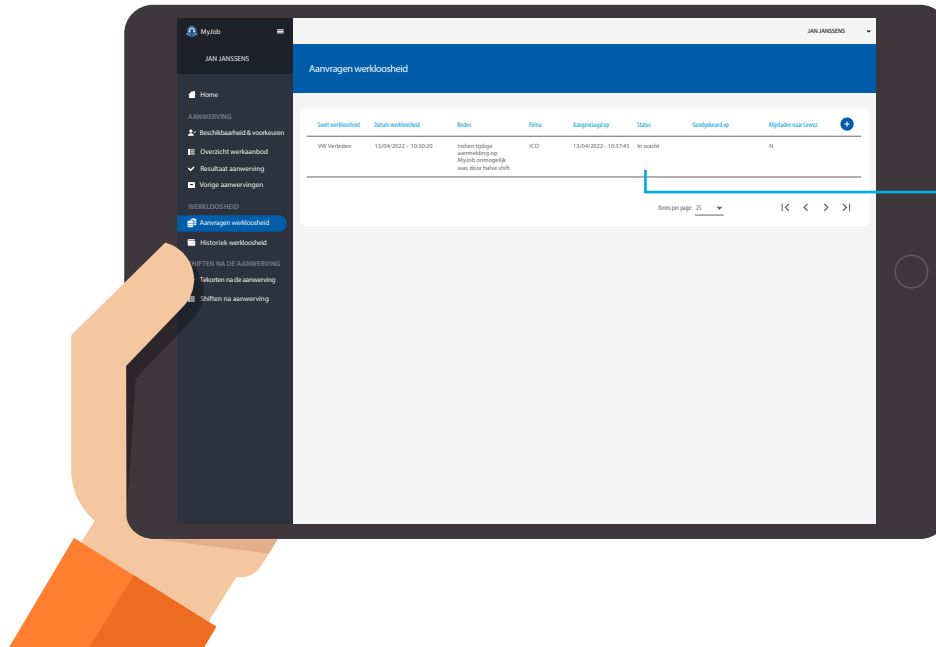 MyJob
JAN JANSSENS
JAN JANSSENS
Aanvragen werkloosheid
Home
AANWERVING
Beschikbaarheid & voorkeuren
Overzicht werkaanbod
Resultaat aanwerving
Vorige aanwervingen
WERKLOOSHEID
Aanvragen werkloosheid
Historiek werkloosheid
SHIFTEN NA DE AANWERVING
Tekorten na de aanwerving
Shiften na aanwerving
Soort werkloosheid Datum werkloosheid Reden Firma Aangevraagd op Status Goedgekeurd op Afgeladen naar Cewez
VW Verleden 13/04/2022 - 10:30:20 Indien tijdige ICO 13/04/2022 - 10:37:45 In wacht N
aanmelding op
MyJob onmogelijk
was door halve shift
Items per page: 25